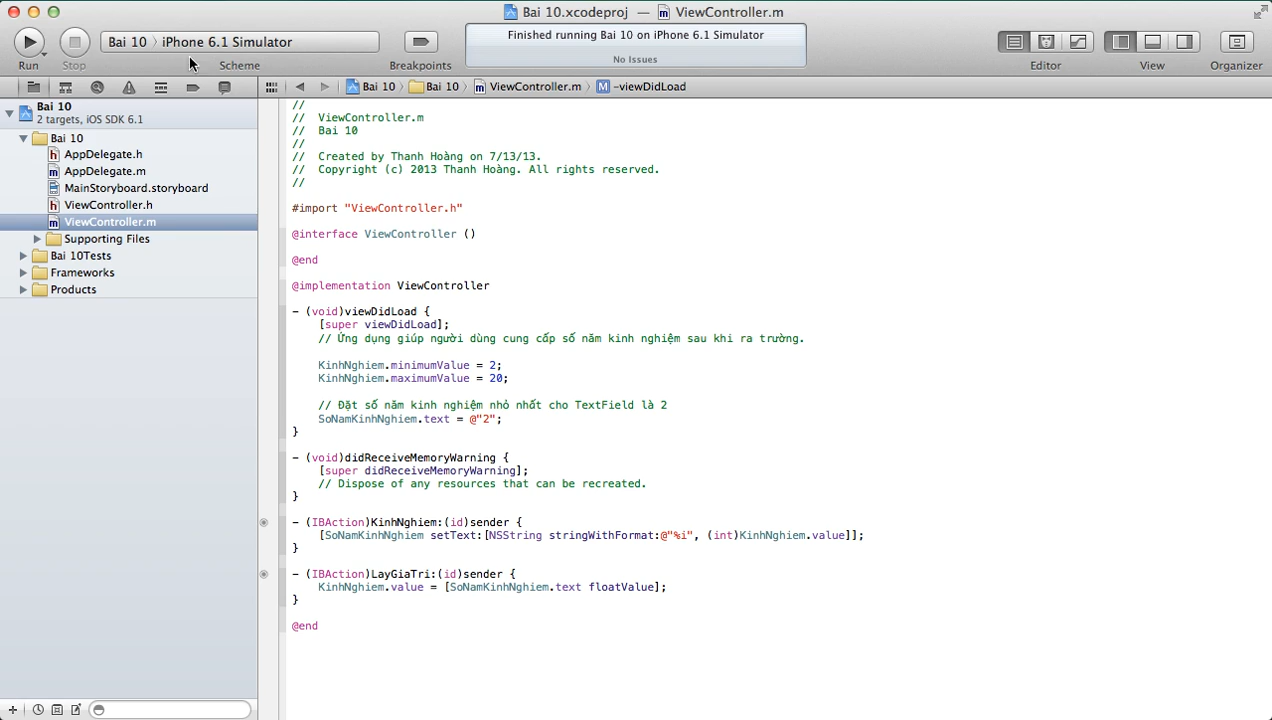 Bai 10.xcodeproj — ViewController.m
Bai 10 〉 iPhone 6.1 Simulator
Finished running Bai 10 on iPhone 6.1 Simulator
No Issues
Run
Stop
Scheme
Breakpoints
Editor
View
Organizer
Bai 10 〉 Bai 10 〉 ViewController.m 〉 M -viewDidLoad
Bai 10
2 targets, iOS SDK 6.1
Bai 10
h AppDelegate.h
m AppDelegate.m
MainStoryboard.storyboard
h ViewController.h
m ViewController.m
Supporting Files
Bai 10Tests
Frameworks
Products
//
//  ViewController.m
//  Bai 10
//
//  Created by Thanh Hoàng on 7/13/13.
//  Copyright (c) 2013 Thanh Hoàng. All rights reserved.
//
#import "ViewController.h"
@interface ViewController ()
@end
@implementation ViewController
- (void)viewDidLoad {
    [super viewDidLoad];
    // Ứng dụng giúp người dùng cung cấp số năm kinh nghiệm sau khi ra trường.
    KinhNghiem.minimumValue = 2;
    KinhNghiem.maximumValue = 20;
    // Đặt số năm kinh nghiệm nhỏ nhất cho TextField là 2
    SoNamKinhNghiem.text = @"2";
}
- (void)didReceiveMemoryWarning {
    [super didReceiveMemoryWarning];
    // Dispose of any resources that can be recreated.
}
- (IBAction)KinhNghiem:(id)sender {
    [SoNamKinhNghiem setText:[NSString stringWithFormat:@"%i", (int)KinhNghiem.value]];
}
- (IBAction)LayGiaTri:(id)sender {
    KinhNghiem.value = [SoNamKinhNghiem.text floatValue];
}
@end